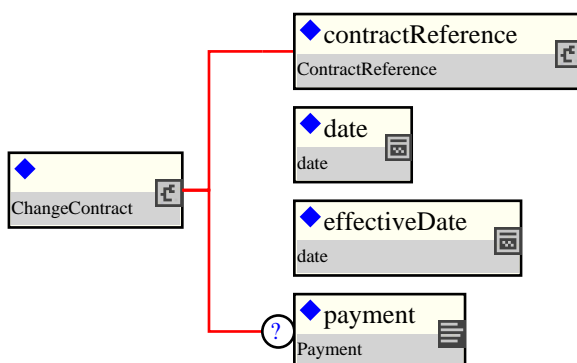 contractReference
ContractReference
date
date
ChangeContract
effectiveDate
date
?
payment
Payment